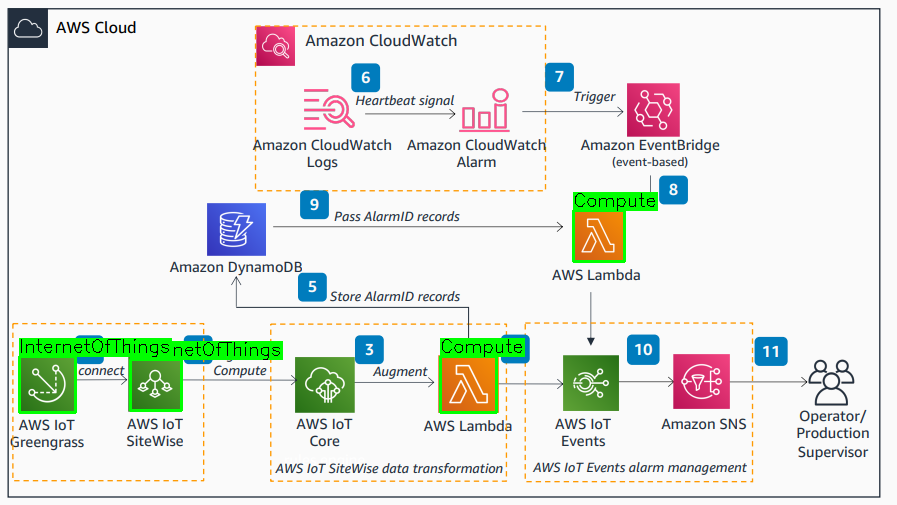 AWS Cloud
Amazon CloudWatch
6
7
Heartbeat signal
Trigger
Amazon CloudWatch
Logs
Amazon CloudWatch
Alarm
Amazon EventBridge
(event-based)
8
Compute
9
Pass AlarmID records
Amazon DynamoDB
AWS Lambda
5
Store AlarmID records
InternetOfThings
netOfThings
3
Compute
10
11
connect
Compute
Augment
AWS IoT
Greengrass
AWS IoT
SiteWise
AWS IoT
Core
AWS Lambda
AWS IoT
Events
Amazon SNS
Operator/
Production
Supervisor
AWS IoT SiteWise data transformation
AWS IoT Events alarm management